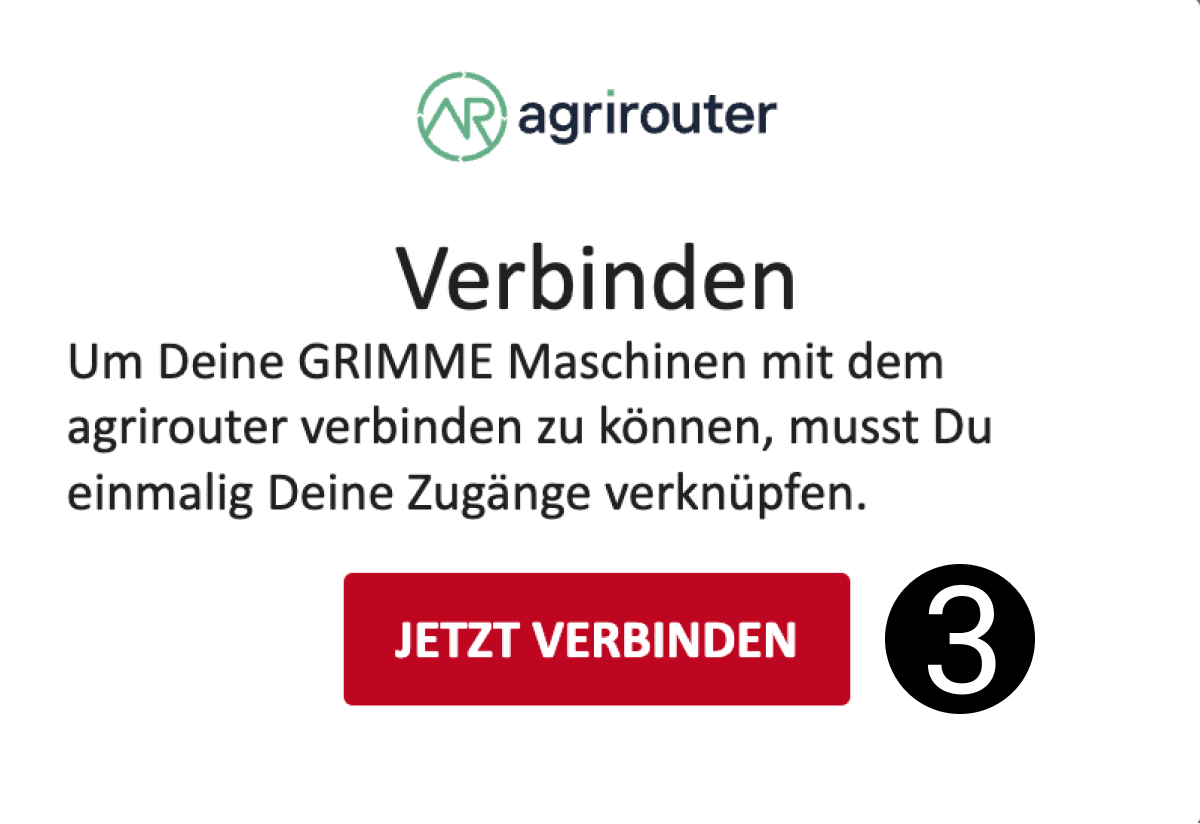 AR agrirouter
Verbinden
Um Deine GRIMME Maschinen mit dem
agrirouter verbinden zu können, musst Du
einmalig Deine Zugänge verknüpfen.
JETZT VERBINDEN 3